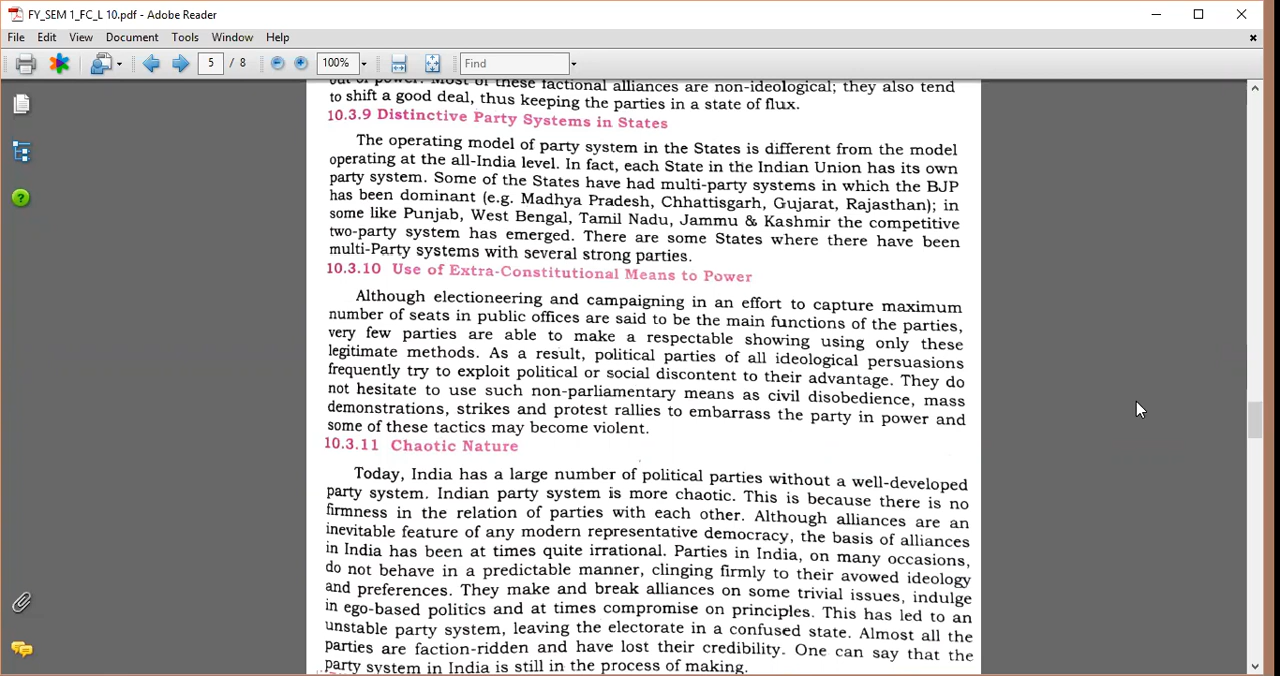 FY_SEM 1_FC_L 10.pdf - Adobe Reader
File Edit View Document Tools Window Help
5 / 8 100% Find
out of power. Most of these factional alliances are non-ideological; they also tend
to shift a good deal, thus keeping the parties in a state of flux.
10.3.9 Distinctive Party Systems in States
The operating model of party system in the States is different from the model
operating at the all-India level. In fact, each State in the Indian Union has its own
party system. Some of the States have had multi-party systems in which the BJP
has been dominant (e.g. Madhya Pradesh, Chhattisgarh, Gujarat, Rajasthan); in
some like Punjab, West Bengal, Tamil Nadu, Jammu & Kashmir the competitive
two-party system has emerged. There are some States where there have been
multi-Party systems with several strong parties.
10.3.10 Use of Extra-Constitutional Means to Power
Although electioneering and campaigning in an effort to capture maximum
number of seats in public offices are said to be the main functions of the parties,
very few parties are able to make a respectable showing using only these
legitimate methods. As a result, political parties of all ideological persuasions
frequently try to exploit political or social discontent to their advantage. They do
not hesitate to use such non-parliamentary means as civil disobedience, mass
demonstrations, strikes and protest rallies to embarrass the party in power and
some of these tactics may become violent.
10.3.11 Chaotic Nature
Today, India has a large number of political parties without a well-developed
party system. Indian party system is more chaotic. This is because there is no
firmness in the relation of parties with each other. Although alliances are an
inevitable feature of any modern representative democracy, the basis of alliances
in India has been at times quite irrational. Parties in India, on many occasions,
do not behave in a predictable manner, clinging firmly to their avowed ideology
and preferences. They make and break alliances on some trivial issues, indulge
in ego-based politics and at times compromise on principles. This has led to an
unstable party system, leaving the electorate in a confused state. Almost all the
parties are faction-ridden and have lost their credibility. One can say that the
party system in India is still in the process of making.